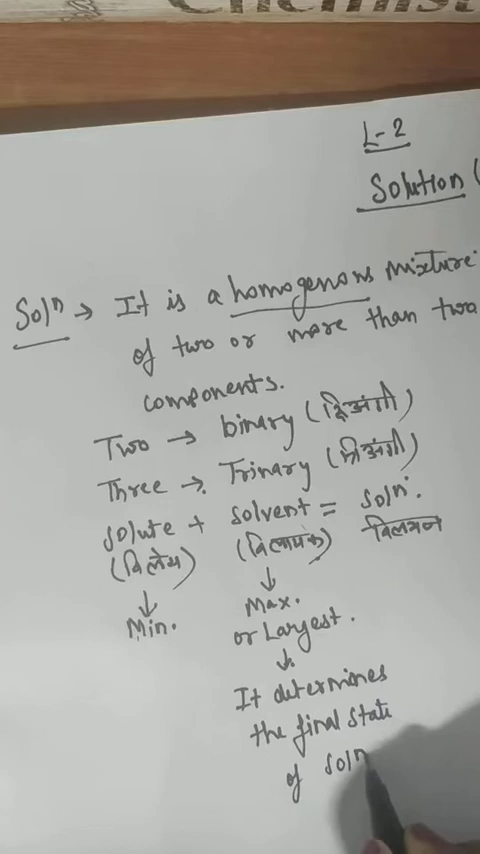 Chemist
L-2
Solution (
Solⁿ → It is a homogenous mixture
of two or more than two
components.
Two → binary (द्विअंगी)
Three → Trinary (त्रिअंगी)
Solute + solvent = solⁿ.
(विलेय) (विलायक) विलयन
↓ ↓
Min. Max.
or Largest.
↓
It determines
the final state
of solⁿ